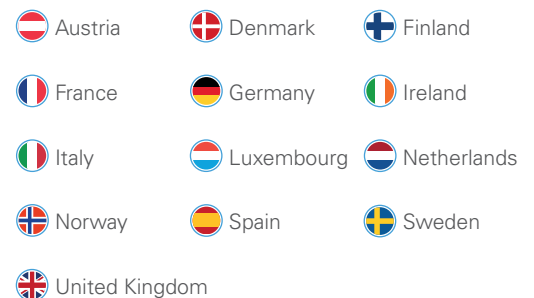 Austria Denmark Finland
France Germany Ireland
Italy Luxembourg Netherlands
Norway Spain Sweden
United Kingdom